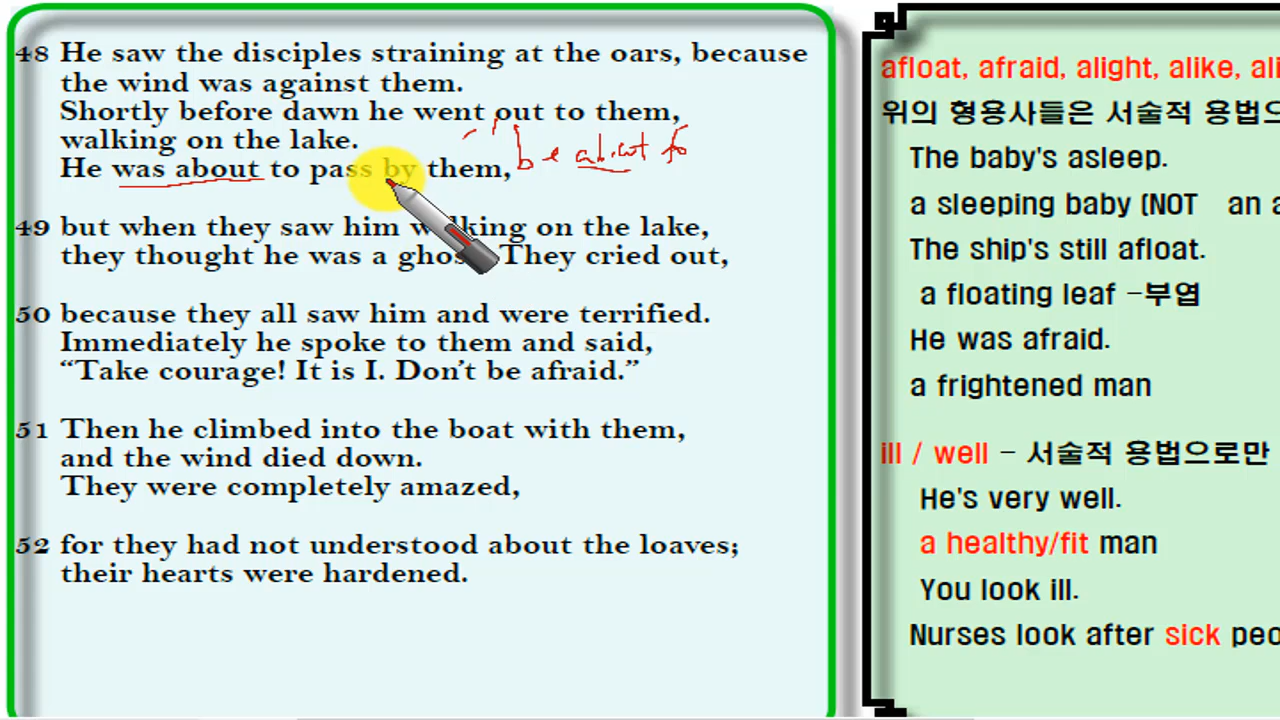 48 He saw the disciples straining at the oars, because
the wind was against them.
Shortly before dawn he went out to them,
walking on the lake.
He was about to pass by them,
be about to
49 but when they saw him walking on the lake,
they thought he was a ghost. They cried out,
50 because they all saw him and were terrified.
Immediately he spoke to them and said,
“Take courage! It is I. Don’t be afraid.”
51 Then he climbed into the boat with them,
and the wind died down.
They were completely amazed,
52 for they had not understood about the loaves;
their hearts were hardened.
afloat, afraid, alight, alike, ali
위의 형용사들은 서술적 용법으
The baby's asleep.
a sleeping baby (NOT an a
The ship's still afloat.
a floating leaf -부엽
He was afraid.
a frightened man
ill / well - 서술적 용법으로만
He's very well.
a healthy/fit man
You look ill.
Nurses look after sick peo